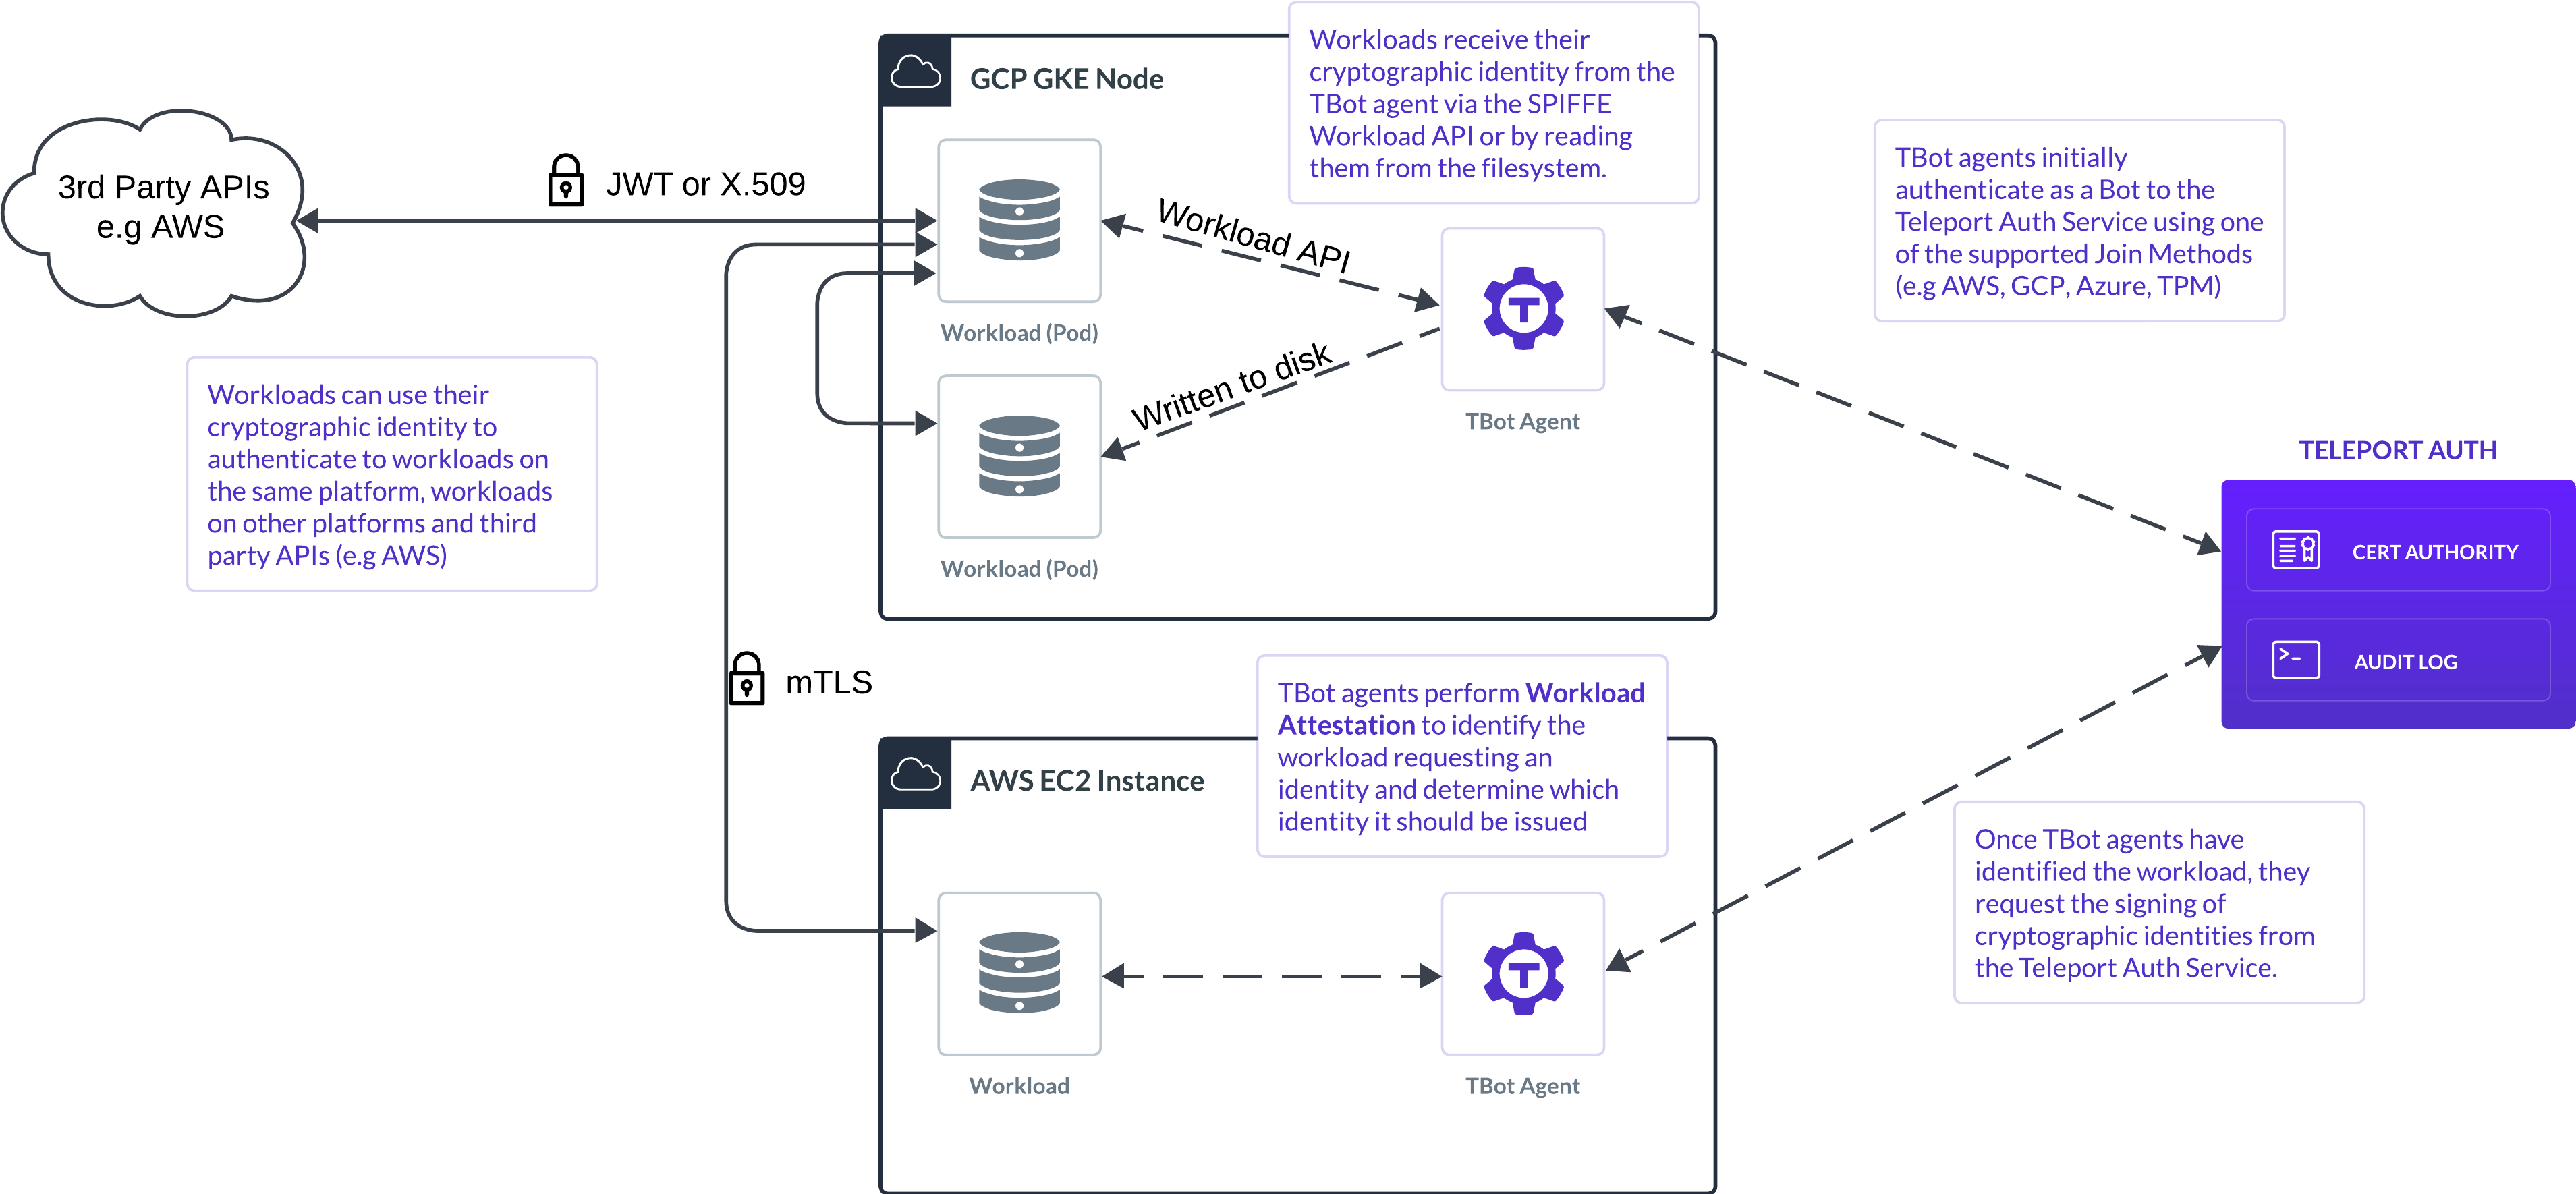 Workloads receive their
cryptographic identity from the
TBot agent via the SPIFFE
Workload API or by reading
them from the filesystem.
GCP GKE Node
3rd Party APIs
e.g AWS
JWT or X.509
Workload API
Workload (Pod)
Written to disk
Workload (Pod)
T
TBot Agent
TBot agents initially
authenticate as a Bot to the
Teleport Auth Service using one
of the supported Join Methods
(e.g AWS, GCP, Azure, TPM)
Workloads can use their
cryptographic identity to
authenticate to workloads on
the same platform, workloads
on other platforms and third
party APIs (e.g AWS)
TELEPORT AUTH
CERT AUTHORITY
AUDIT LOG
mTLS
TBot agents perform Workload
Attestation to identify the
workload requesting an
identity and determine which
identity it should be issued
AWS EC2 Instance
Workload
T
TBot Agent
Once TBot agents have
identified the workload, they
request the signing of
cryptographic identities from
the Teleport Auth Service.